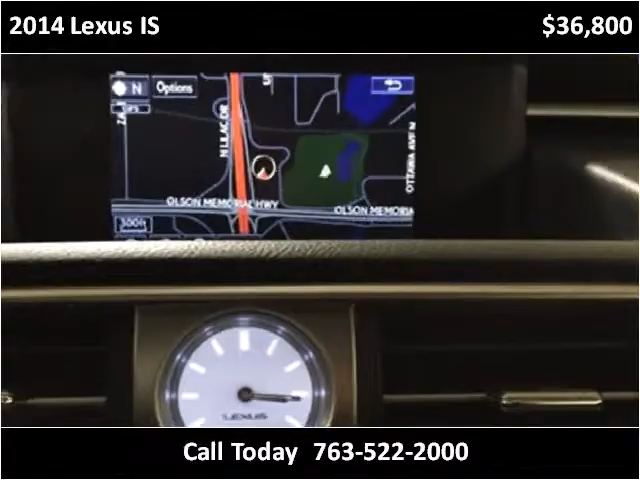 2014 Lexus IS
$36,800
N
Options
N LILAC DR
OTTAWA AVE N
OLSON MEMORIAL HWY
OLSON MEMORIA
300ft
LEXUS
Call Today 763-522-2000